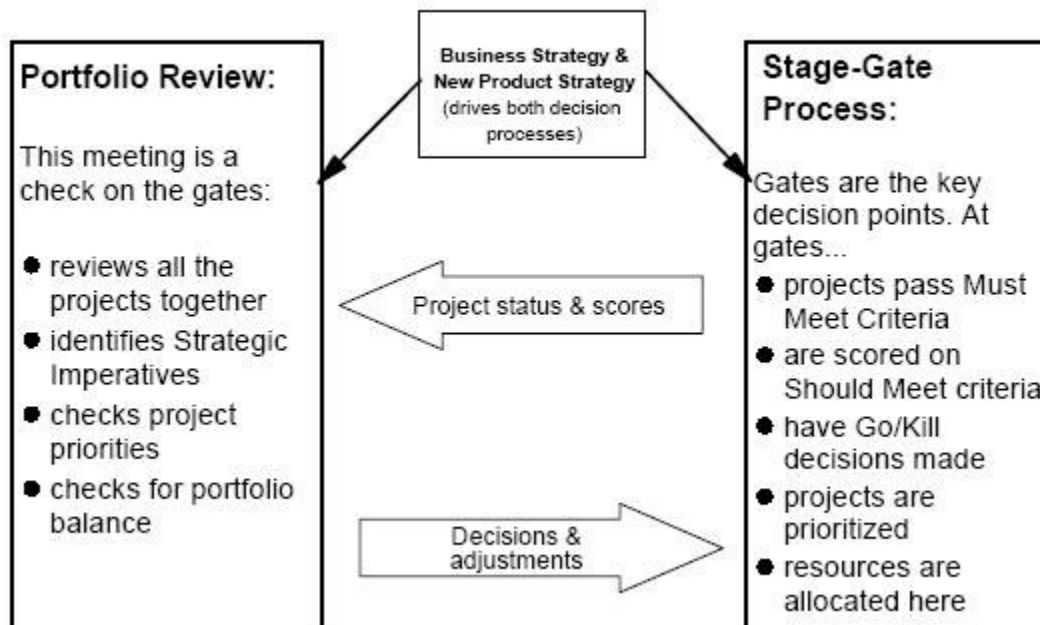 Business Strategy &
New Product Strategy
(drives both decision
processes)
Portfolio Review:
This meeting is a
check on the gates:
● reviews all the
projects together
● identifies Strategic
Imperatives
● checks project
priorities
● checks for portfolio
balance
Project status & scores
Decisions &
adjustments
Stage-Gate
Process:
Gates are the key
decision points. At
gates...
● projects pass Must
Meet Criteria
● are scored on
Should Meet criteria
● have Go/Kill
decisions made
● projects are
prioritized
● resources are
allocated here